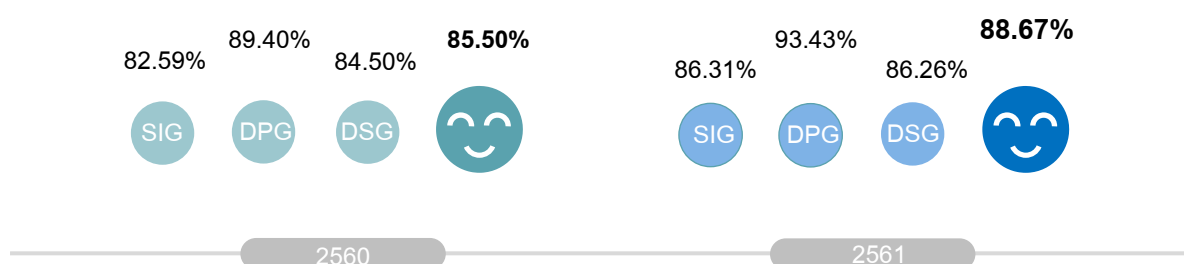 82.59% 89.40% 84.50% 85.50%
SIG DPG DSG
2560
86.31% 93.43% 86.26% 88.67%
SIG DPG DSG
2561